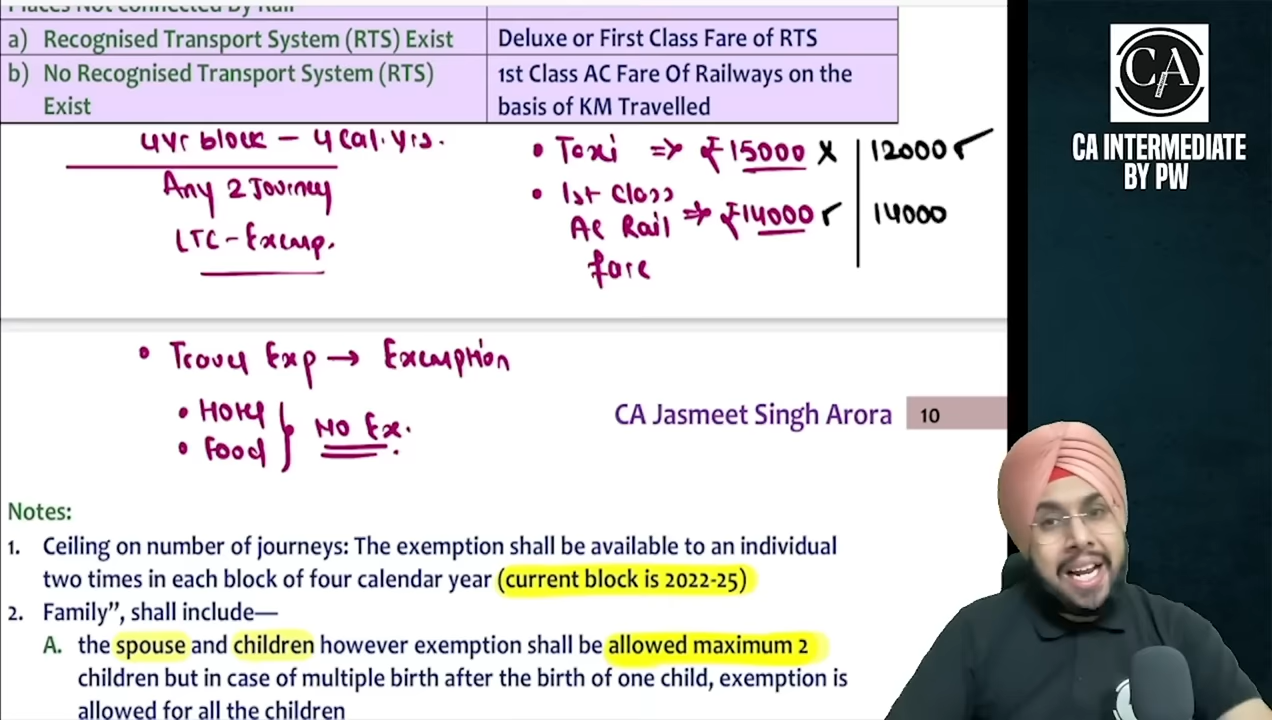 Places Not connected By Rail
a) Recognised Transport System (RTS) Exist
Deluxe or First Class Fare of RTS
b) No Recognised Transport System (RTS)
Exist
1st Class AC Fare Of Railways on the
basis of KM Travelled
4Yr block – 4 Cal. Yrs.
Any 2 Journey
LTC - Exemp.
• Taxi ⇒ ₹15000 × | 12000 ✓
• 1st Class
AC Rail ⇒ ₹14000 ✓ | 14000
fare
• Travel Exp → Exemption
• Hotel
• Food
No Ex.
CA Jasmeet Singh Arora 10
Notes:
1. Ceiling on number of journeys: The exemption shall be available to an individual
two times in each block of four calendar year (current block is 2022-25)
2. Family”, shall include—
A. the spouse and children however exemption shall be allowed maximum 2
children but in case of multiple birth after the birth of one child, exemption is
allowed for all the children
CA
CA INTERMEDIATE
BY PW